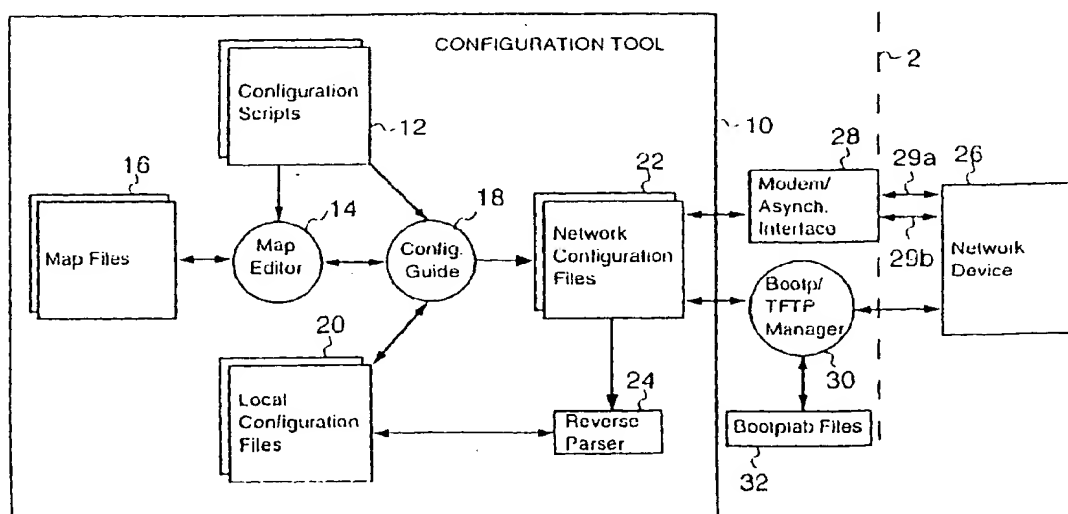 CONFIGURATION TOOL
2
Configuration
Scripts
12
10
28
29a
26
16
22
Modem/
Asynch.
Interface
14
18
Map Files
Map
Editor
Config.
Guide
Network
Configuration
Files
29b
Network
Device
Bootp/
TFTP
Manager
20
30
24
Local
Configuration
Files
Reverse
Parser
Bootptab Files
32